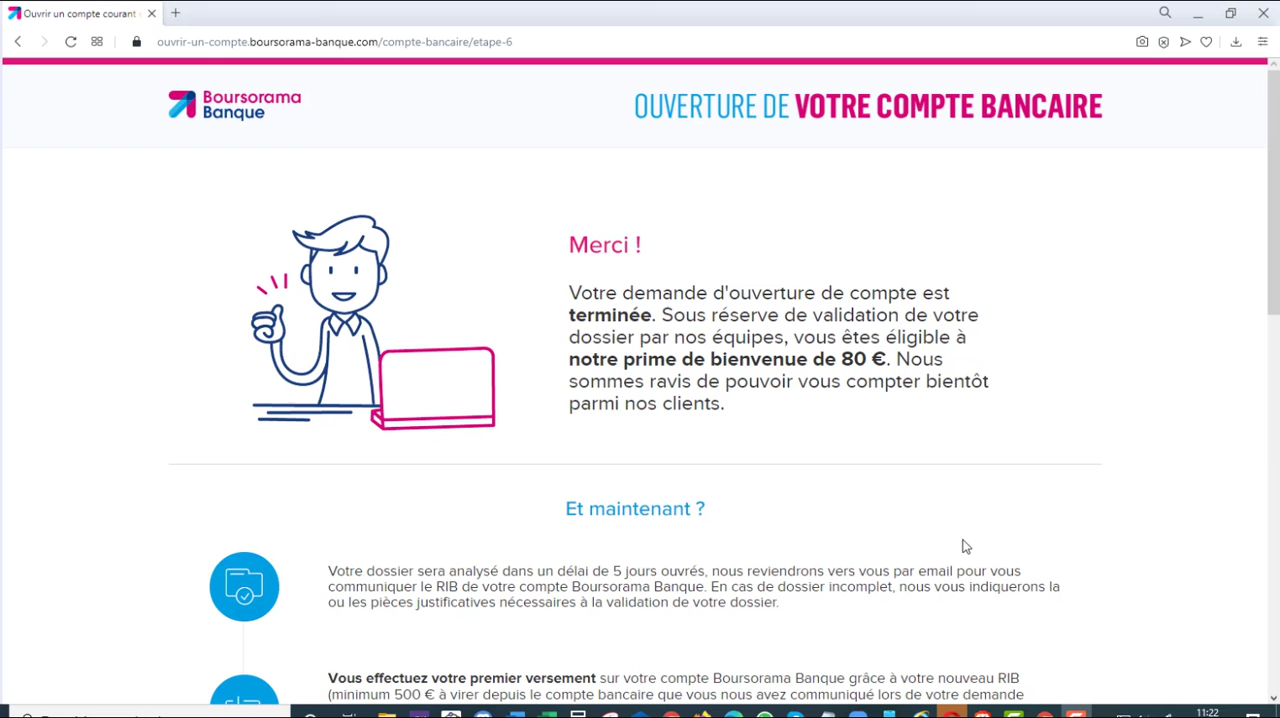 Ouvrir un compte courant
ouvrir-un-compte.boursorama-banque.com/compte-bancaire/etape-6
Boursorama
Banque
OUVERTURE DE VOTRE COMPTE BANCAIRE
Merci !
Votre demande d'ouverture de compte est
terminée. Sous réserve de validation de votre
dossier par nos équipes, vous êtes éligible à
notre prime de bienvenue de 80 €. Nous
sommes ravis de pouvoir vous compter bientôt
parmi nos clients.
Et maintenant ?
Votre dossier sera analysé dans un délai de 5 jours ouvrés, nous reviendrons vers vous par email pour vous
communiquer le RIB de votre compte Boursorama Banque. En cas de dossier incomplet, nous vous indiquerons la
ou les pièces justificatives nécessaires à la validation de votre dossier.
Vous effectuez votre premier versement sur votre compte Boursorama Banque grâce à votre nouveau RIB
(minimum 500 € à virer depuis le compte bancaire que vous nous avez communiqué lors de votre demande
11:22